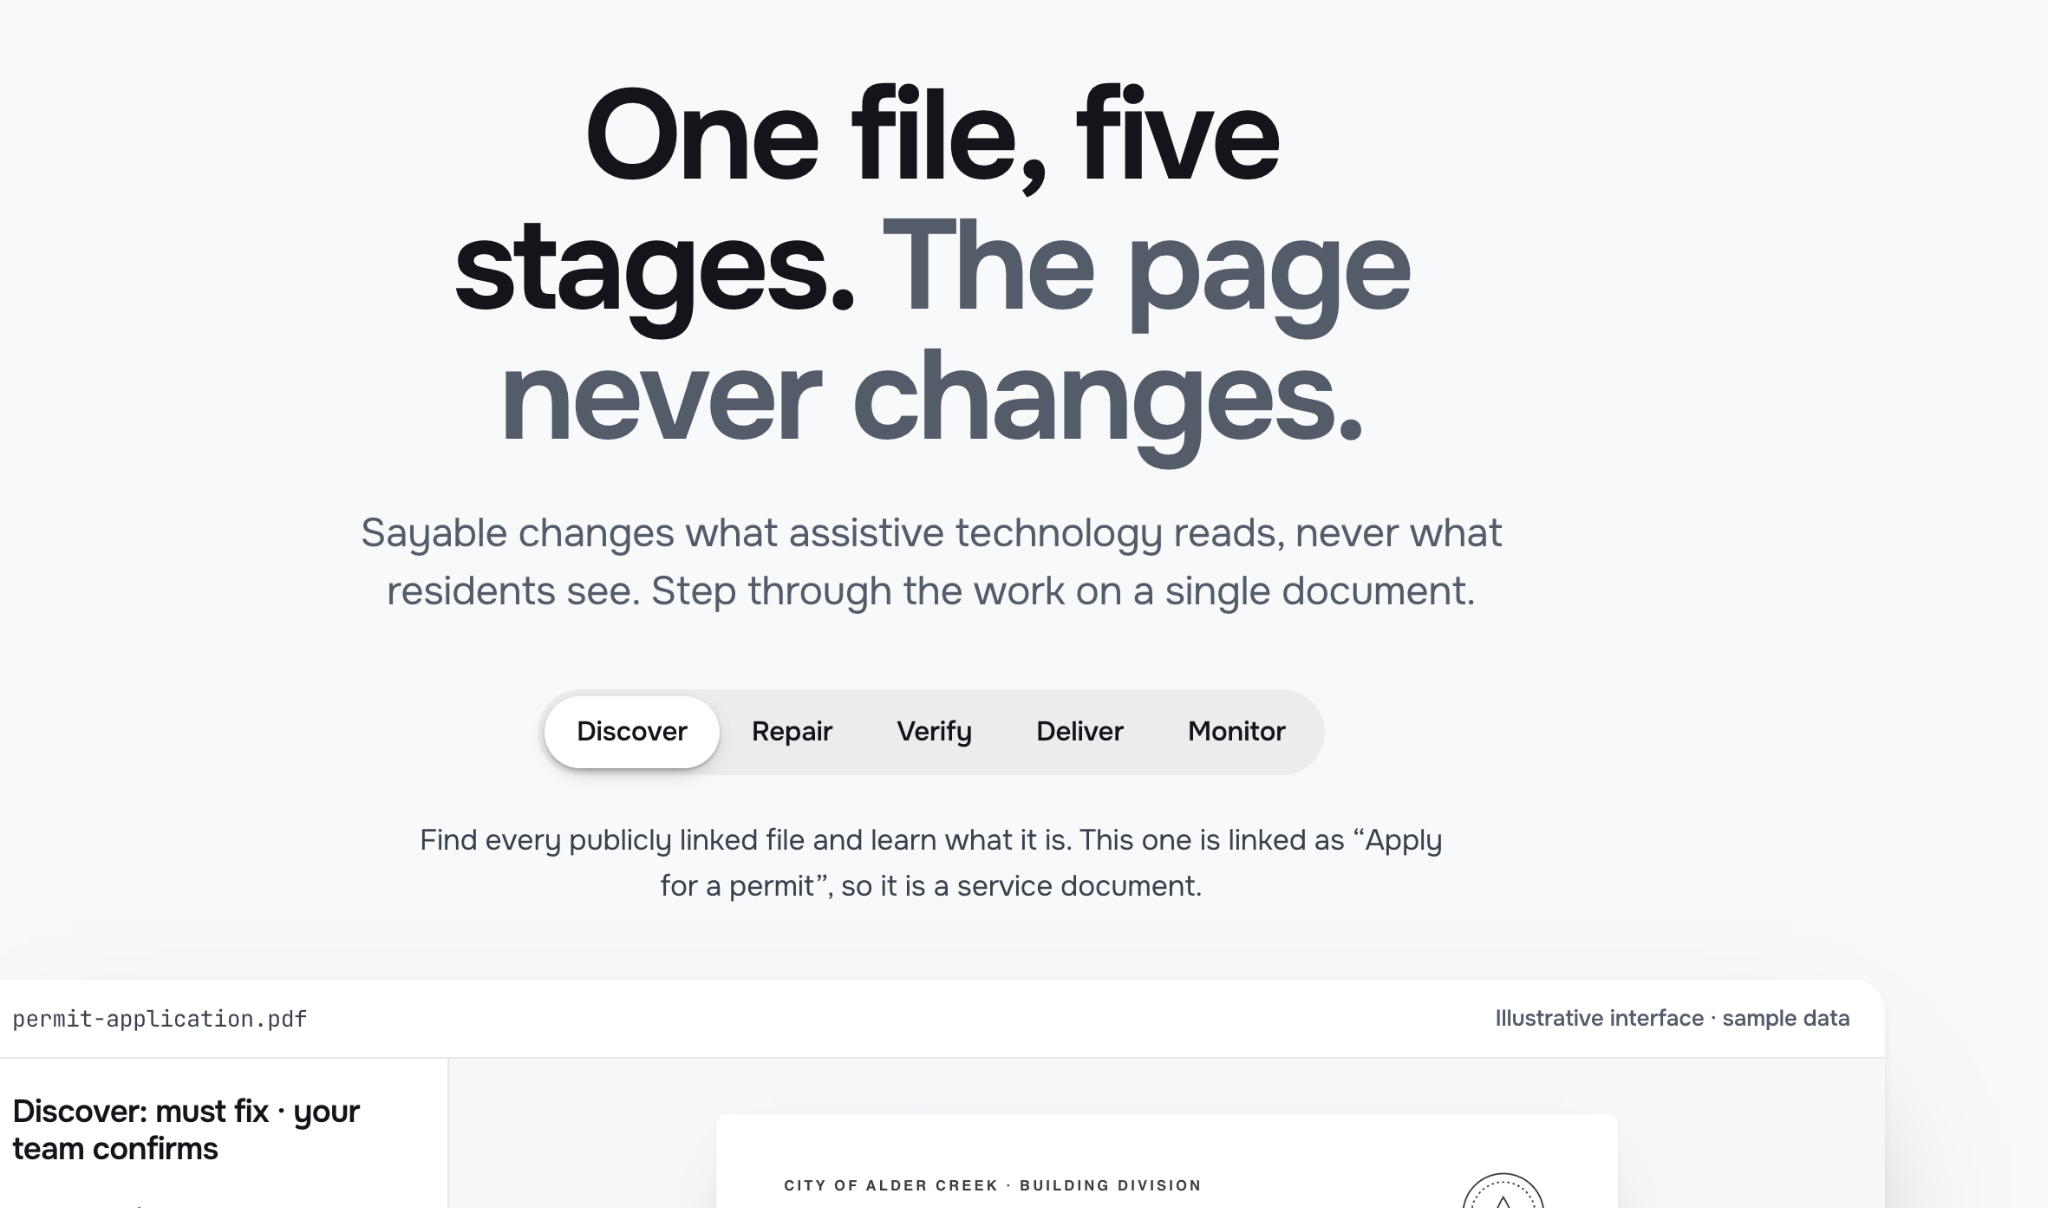 One file, five
stages. The page
never changes.
Sayable changes what assistive technology reads, never what
residents see. Step through the work on a single document.
Discover Repair Verify Deliver Monitor
Find every publicly linked file and learn what it is. This one is linked as “Apply
for a permit”, so it is a service document.
permit-application.pdf
Illustrative interface · sample data
Discover: must fix · your
team confirms
CITY OF ALDER CREEK · BUILDING DIVISION